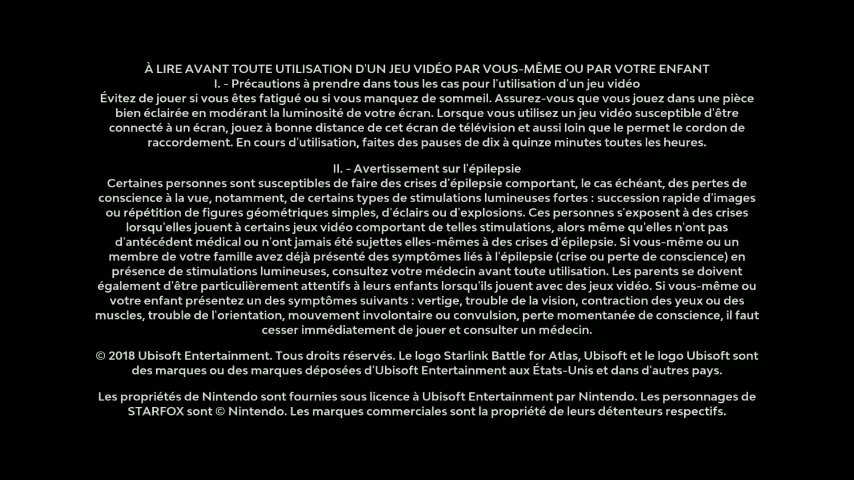 À LIRE AVANT TOUTE UTILISATION D'UN JEU VIDÉO PAR VOUS-MÊME OU PAR VOTRE ENFANT
I. - Précautions à prendre dans tous les cas pour l'utilisation d'un jeu vidéo
Évitez de jouer si vous êtes fatigué ou si vous manquez de sommeil. Assurez-vous que vous jouez dans une pièce
bien éclairée en modérant la luminosité de votre écran. Lorsque vous utilisez un jeu vidéo susceptible d'être
connecté à un écran, jouez à bonne distance de cet écran de télévision et aussi loin que le permet le cordon de
raccordement. En cours d'utilisation, faites des pauses de dix à quinze minutes toutes les heures.
II. - Avertissement sur l'épilepsie
Certaines personnes sont susceptibles de faire des crises d'épilepsie comportant, le cas échéant, des pertes de
conscience à la vue, notamment, de certains types de stimulations lumineuses fortes : succession rapide d'images
ou répétition de figures géométriques simples, d'éclairs ou d'explosions. Ces personnes s'exposent à des crises
lorsqu'elles jouent à certains jeux vidéo comportant de telles stimulations, alors même qu'elles n'ont pas
d'antécédent médical ou n'ont jamais été sujettes elles-mêmes à des crises d'épilepsie. Si vous-même ou un
membre de votre famille avez déjà présenté des symptômes liés à l'épilepsie (crise ou perte de conscience) en
présence de stimulations lumineuses, consultez votre médecin avant toute utilisation. Les parents se doivent
également d'être particulièrement attentifs à leurs enfants lorsqu'ils jouent avec des jeux vidéo. Si vous-même ou
votre enfant présentez un des symptômes suivants : vertige, trouble de la vision, contraction des yeux ou des
muscles, trouble de l'orientation, mouvement involontaire ou convulsion, perte momentanée de conscience, il faut
cesser immédiatement de jouer et consulter un médecin.
© 2018 Ubisoft Entertainment. Tous droits réservés. Le logo Starlink Battle for Atlas, Ubisoft et le logo Ubisoft sont
des marques ou des marques déposées d'Ubisoft Entertainment aux États-Unis et dans d'autres pays.
Les propriétés de Nintendo sont fournies sous licence à Ubisoft Entertainment par Nintendo. Les personnages de
STARFOX sont © Nintendo. Les marques commerciales sont la propriété de leurs détenteurs respectifs.